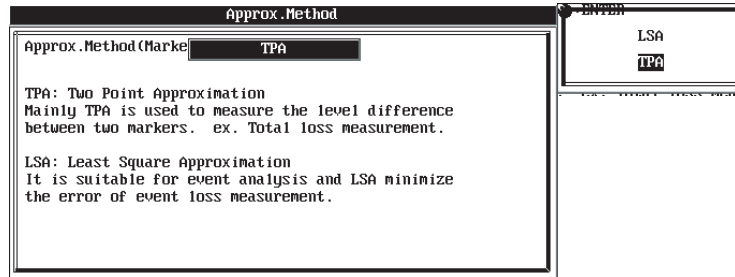 Approx.Method
Approx.Method(Marke TPA
TPA: Two Point Approximation
Mainly TPA is used to measure the level difference
between two markers. ex. Total loss measurement.
LSA: Least Square Approximation
It is suitable for event analysis and LSA minimize
the error of event loss measurement.
ENTER
LSA
TPA